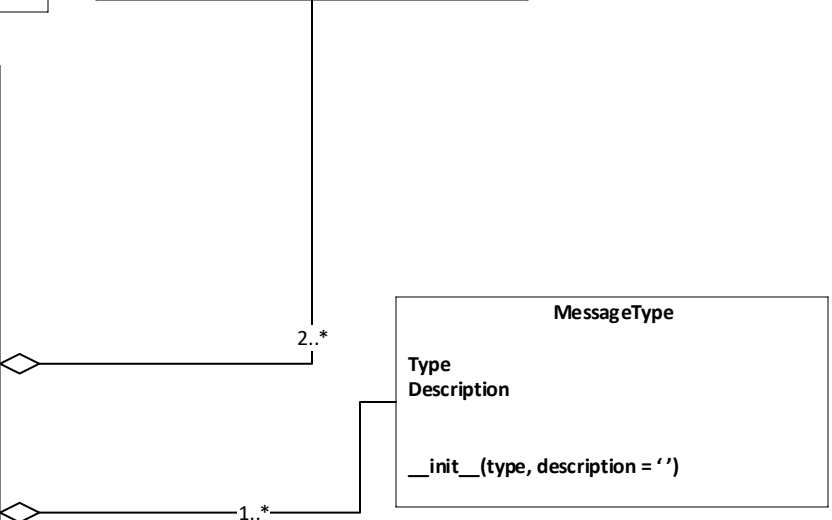 2..*
MessageType
Type
Description
__init__(type, description = ‘ ’)
1..*